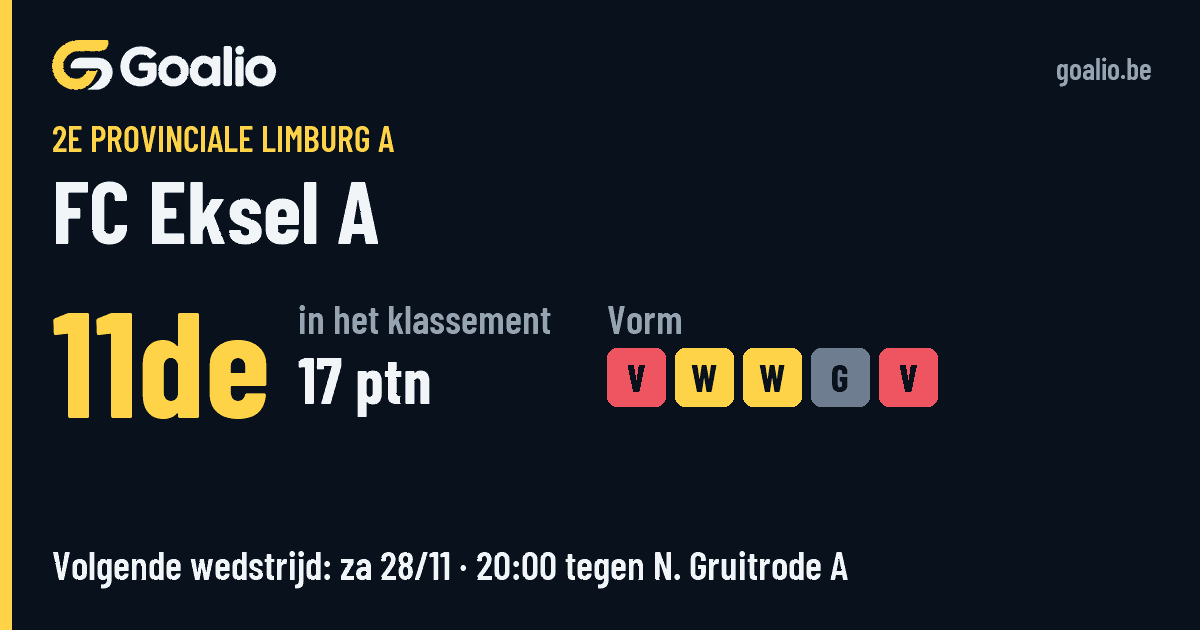 Goalio
goalio.be
2E PROVINCIALE LIMBURG A
FC Eksel A
11de
in het klassement
17 ptn
Vorm
V W W G V
Volgende wedstrijd: za 28/11 · 20:00 tegen N. Gruitrode A